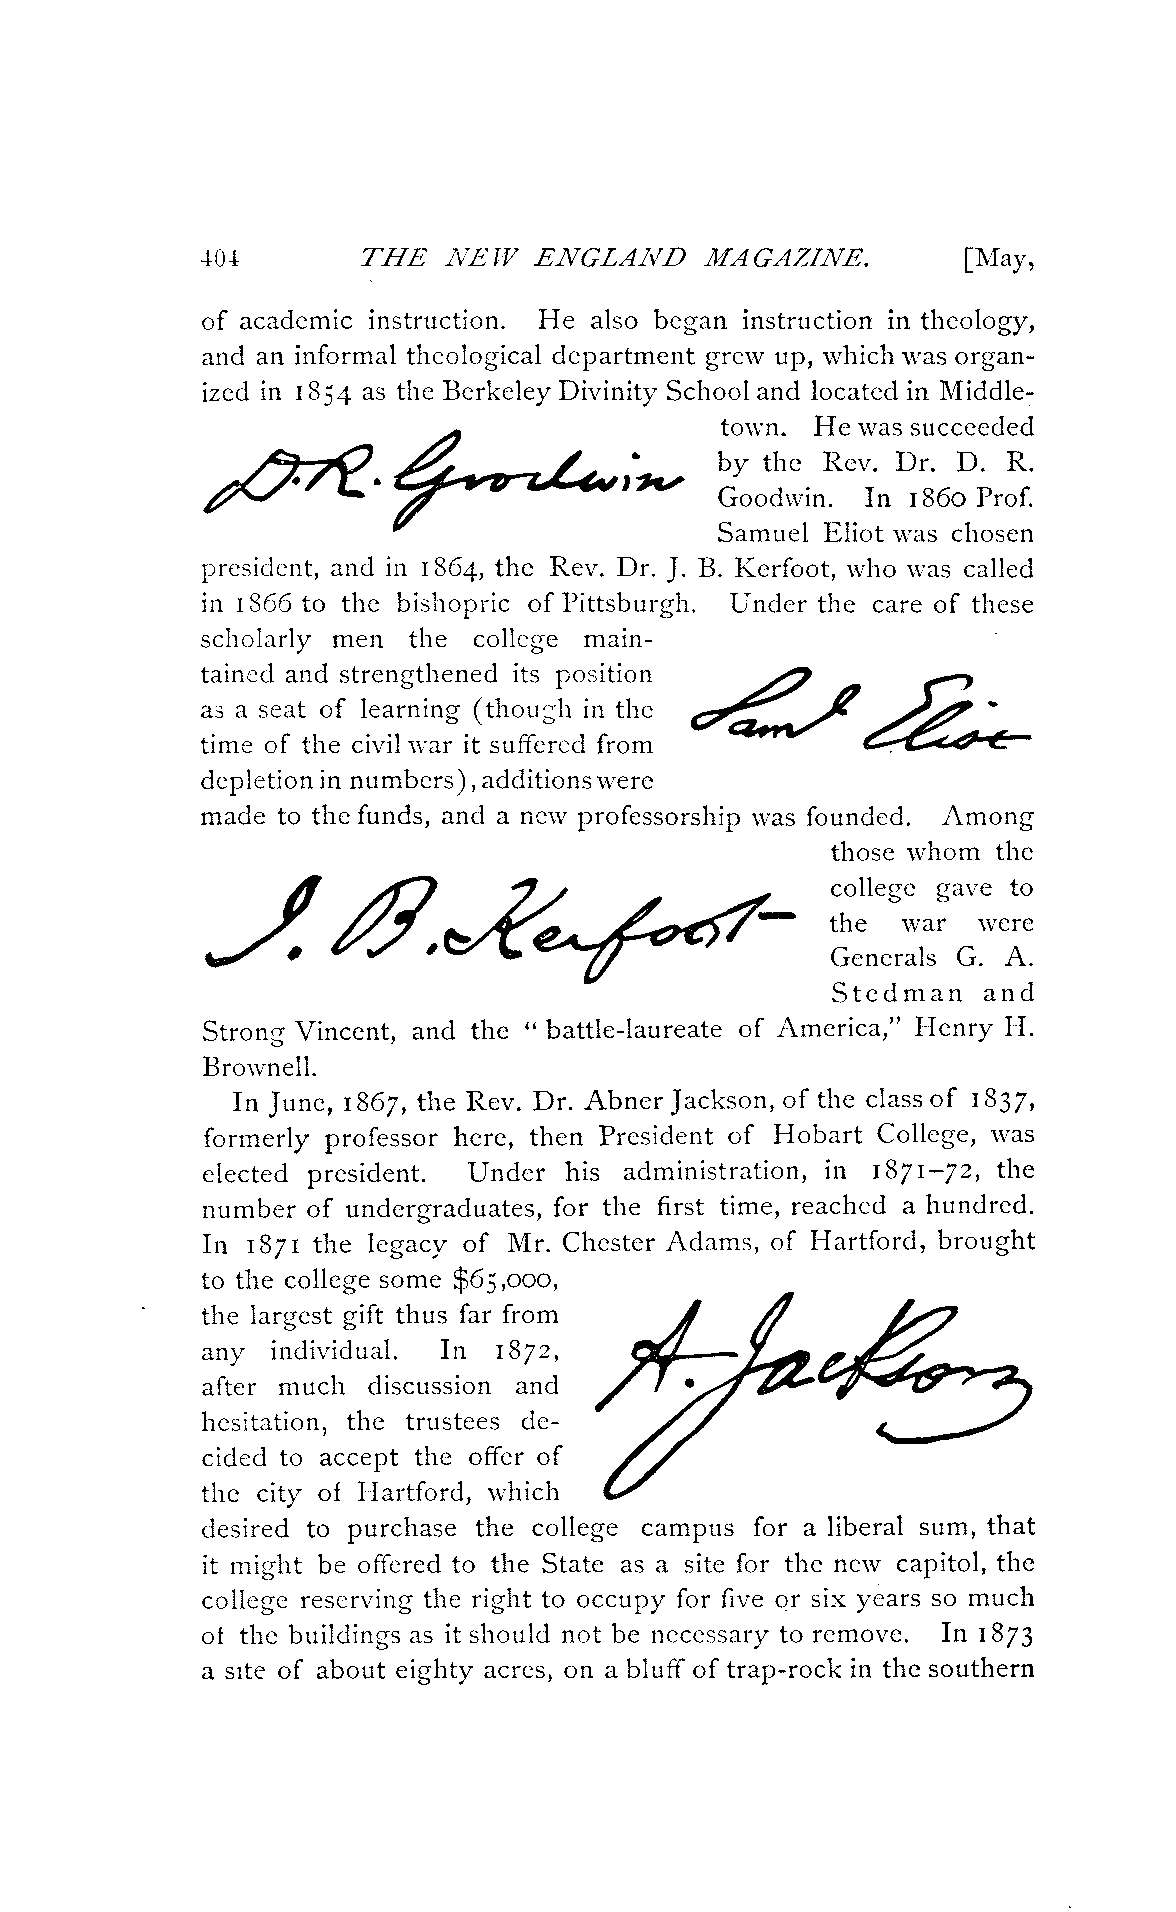 404 THE NEW ENGLAND MAGAZINE. [May,
of academic instruction. He also began instruction in theology,
and an informal theological department grew up, which was organ-
ized in 1854 as the Berkeley Divinity School and located in Middle-
town. He was succeeded
by the Rev. Dr. D. R.
Goodwin. In 1860 Prof.
Samuel Eliot was chosen
D. R. Goodwin
president, and in 1864, the Rev. Dr. J. B. Kerfoot, who was called
in 1866 to the bishopric of Pittsburgh. Under the care of these
scholarly men the college main-
tained and strengthened its position
as a seat of learning (though in the
time of the civil war it suffered from
depletion in numbers), additions were
Saml Eliot
made to the funds, and a new professorship was founded. Among
those whom the
college gave to
the war were
Generals G. A.
Stedman and
J. B. Kerfoot
Strong Vincent, and the “battle-laureate of America,” Henry H.
Brownell.
In June, 1867, the Rev. Dr. Abner Jackson, of the class of 1837,
formerly professor here, then President of Hobart College, was
elected president. Under his administration, in 1871–72, the
number of undergraduates, for the first time, reached a hundred.
In 1871 the legacy of Mr. Chester Adams, of Hartford, brought
to the college some $65,000,
the largest gift thus far from
any individual. In 1872,
after much discussion and
hesitation, the trustees de-
cided to accept the offer of
the city of Hartford, which
A. Jackson
desired to purchase the college campus for a liberal sum, that
it might be offered to the State as a site for the new capitol, the
college reserving the right to occupy for five or six years so much
of the buildings as it should not be necessary to remove. In 1873
a site of about eighty acres, on a bluff of trap-rock in the southern